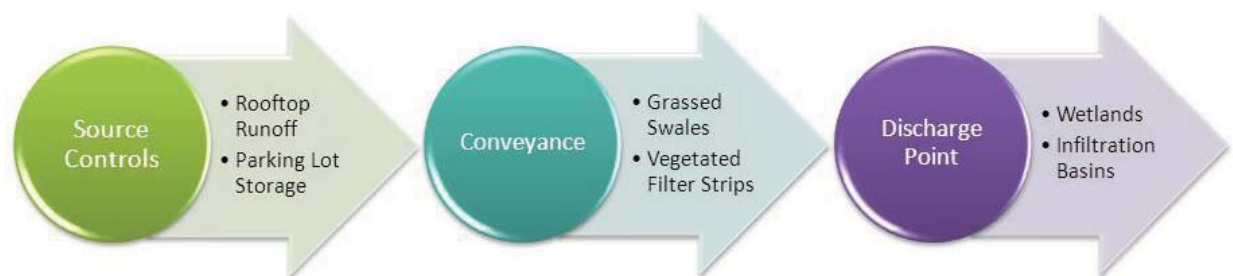 Source
Controls
• Rooftop
Runoff
• Parking Lot
Storage
Conveyance
• Grassed
Swales
• Vegetated
Filter Strips
Discharge
Point
• Wetlands
• Infiltration
Basins